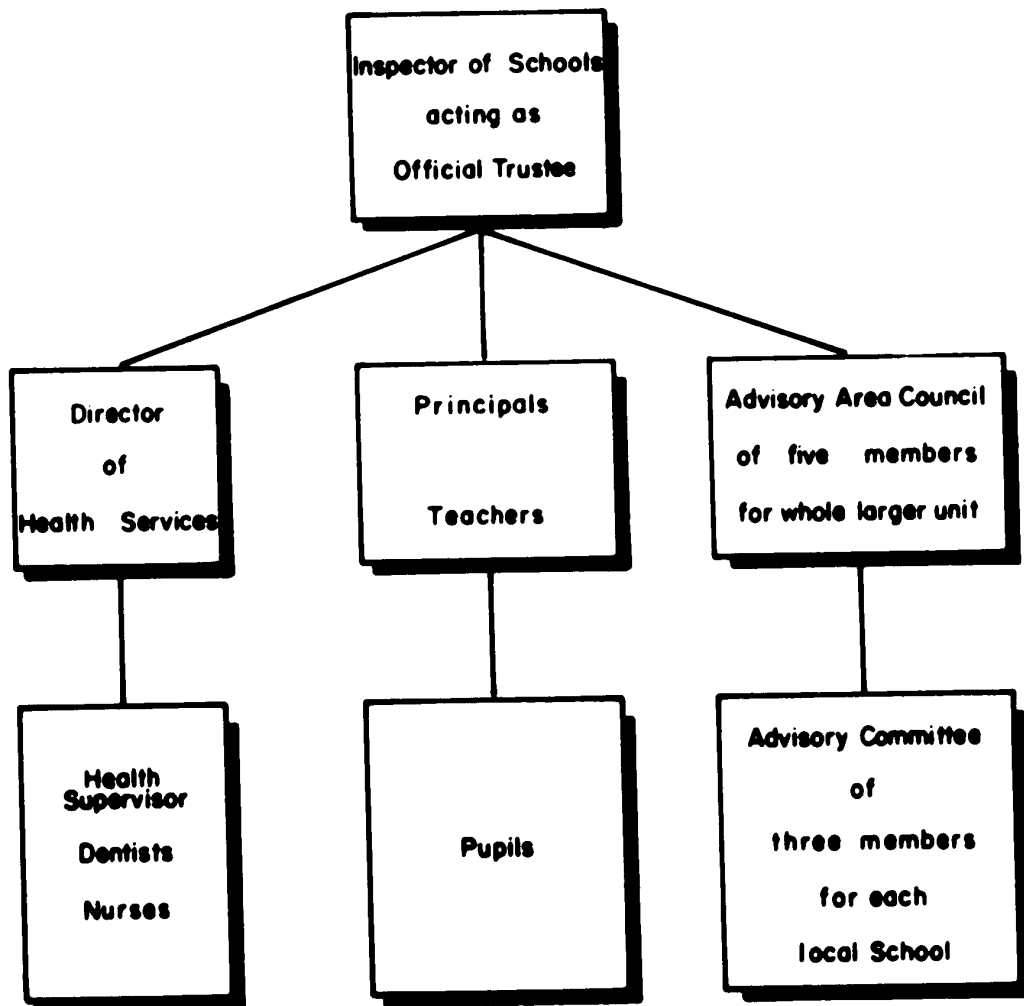 Inspector of Schools
acting as
Official Trustee
Director
of
Health Services
Principals
Teachers
Advisory Area Council
of five members
for whole larger unit
Health
Supervisor
Dentists
Nurses
Pupils
Advisory Committee
of
three members
for each
local School